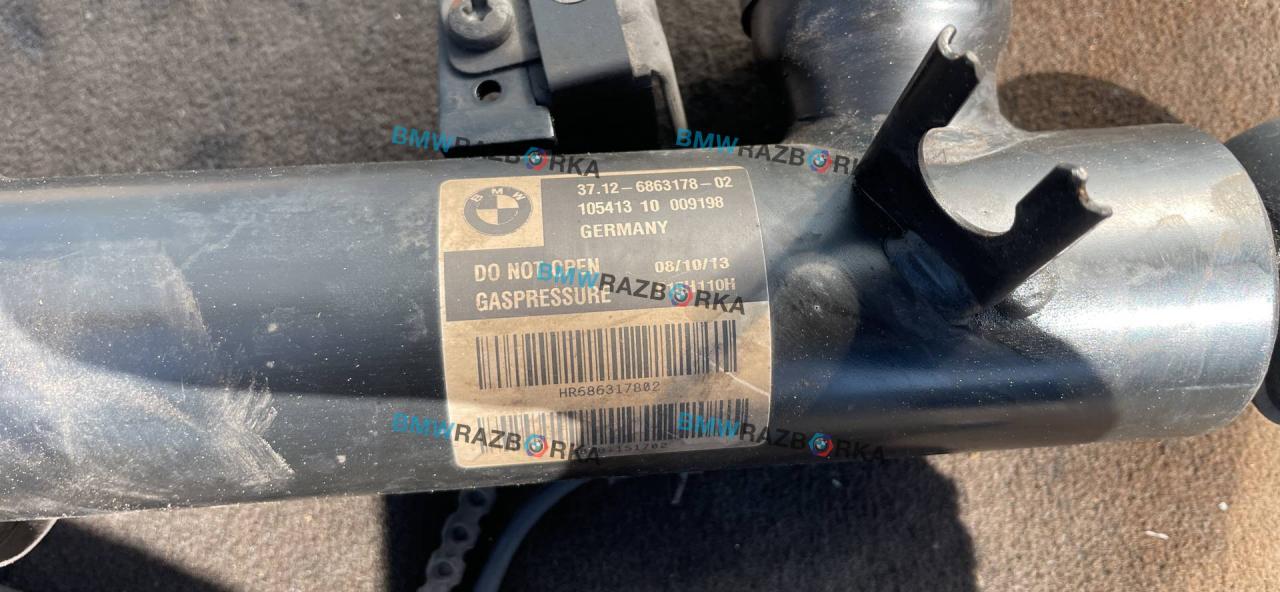 BMW
37.12-6863178-02
105413 10 009198
GERMANY
DO NOT OPEN 08/10/13
GASPRESSURE
HR686317802
BMWRAZBORKA
BMWRAZBORKA
BMWRAZBORKA
BMWRAZBORKA
BMWRAZBORKA